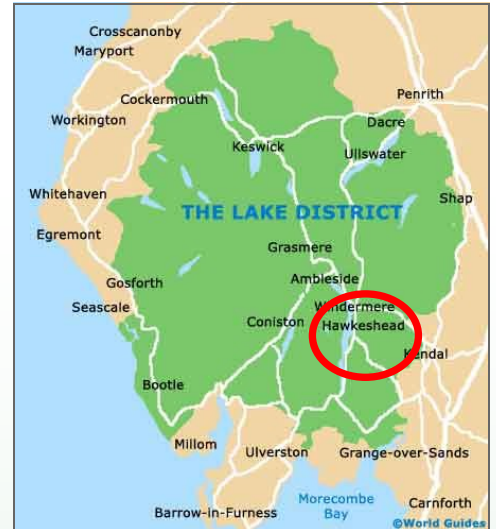 Crosscanonby
Maryport
Cockermouth
Penrith
Workington
Dacre
Keswick
Ullswater
Whitehaven
THE LAKE DISTRICT
Shap
Egremont
Grasmere
Ambleside
Gosforth
Windermere
Seascale
Coniston
Hawkeshead
Kendal
Bootle
Millom
Ulverston
Grange-over-Sands
Morecombe
Bay
Carnforth
Barrow-in-Furness
©World Guides